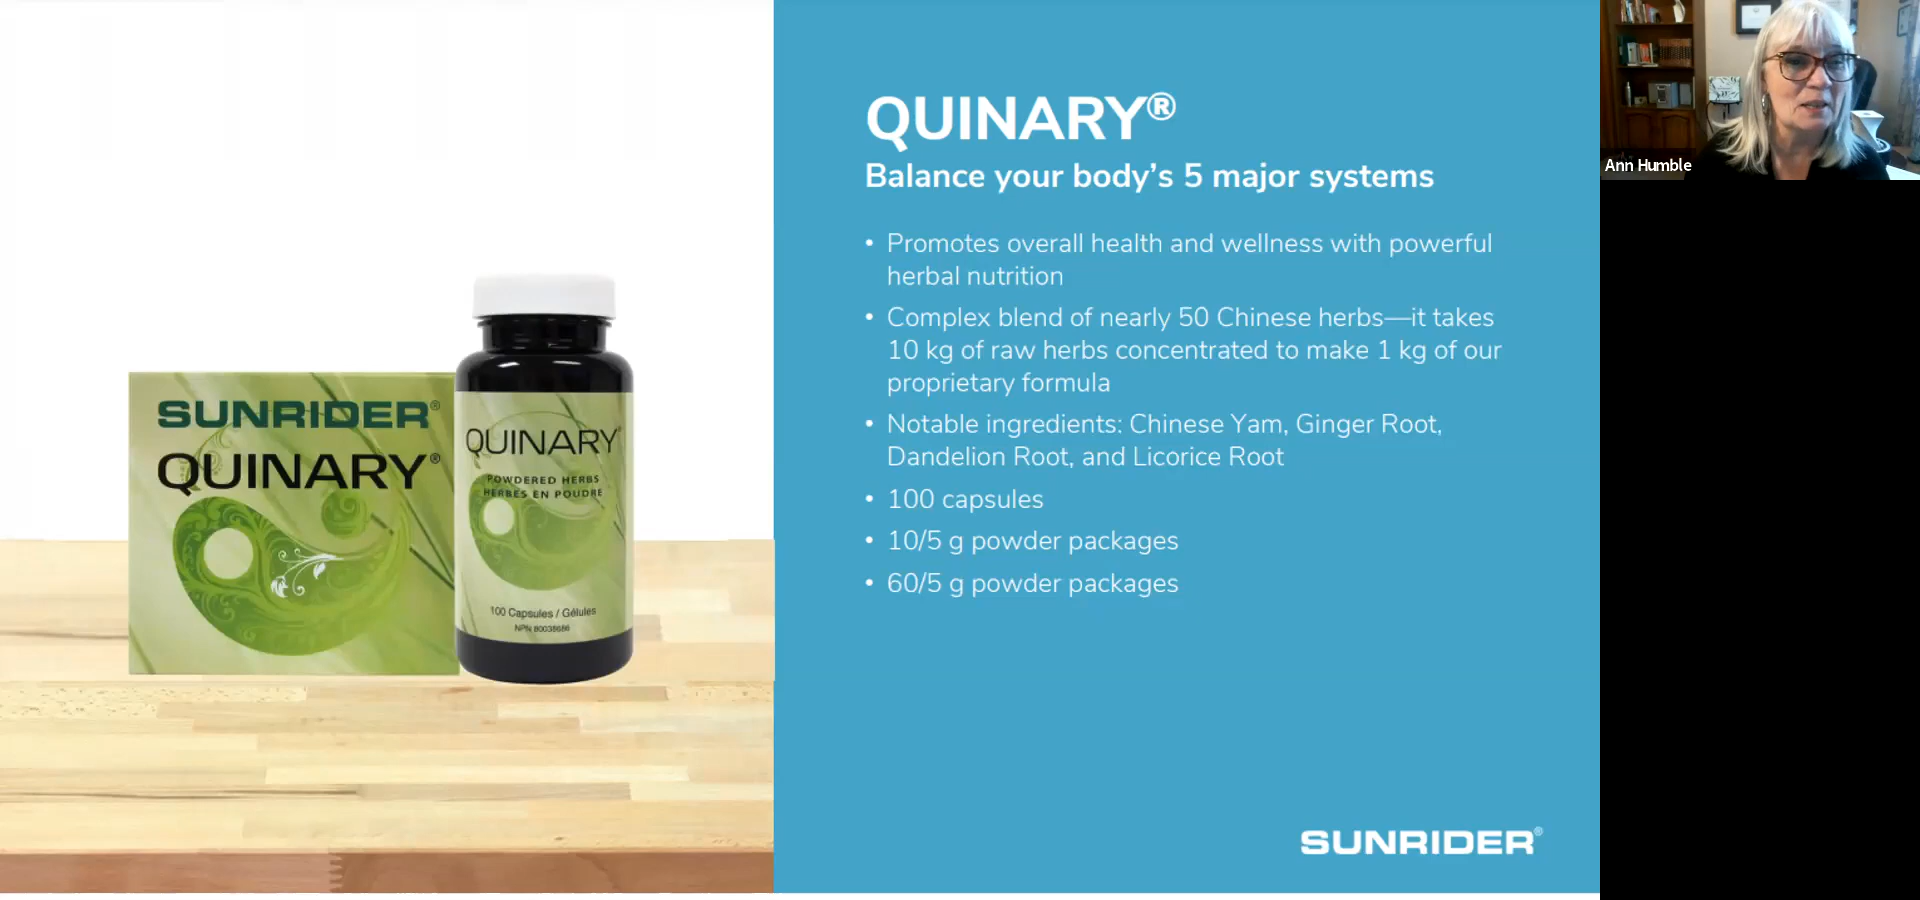 QUINARY®
Balance your body's 5 major systems
• Promotes overall health and wellness with powerful
herbal nutrition
• Complex blend of nearly 50 Chinese herbs—it takes
10 kg of raw herbs concentrated to make 1 kg of our
proprietary formula
• Notable ingredients: Chinese Yam, Ginger Root,
Dandelion Root, and Licorice Root
• 100 capsules
• 10/5 g powder packages
• 60/5 g powder packages
SUNRIDER®
SUNRIDER®
QUINARY®
QUINARY®
POWDERED HERBS
HERBES EN POUDRE
100 Capsules / Gélules
NPN 80038686
Ann Humble